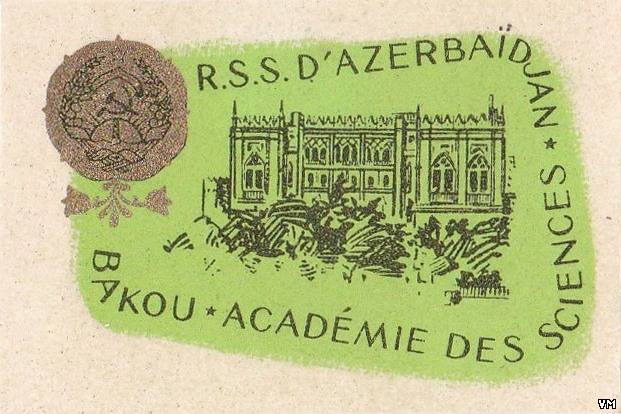 R.S.S. D'AZERBAÏDJAN ★
BAKOU ★ ACADÉMIE DES SCIENCES
VM